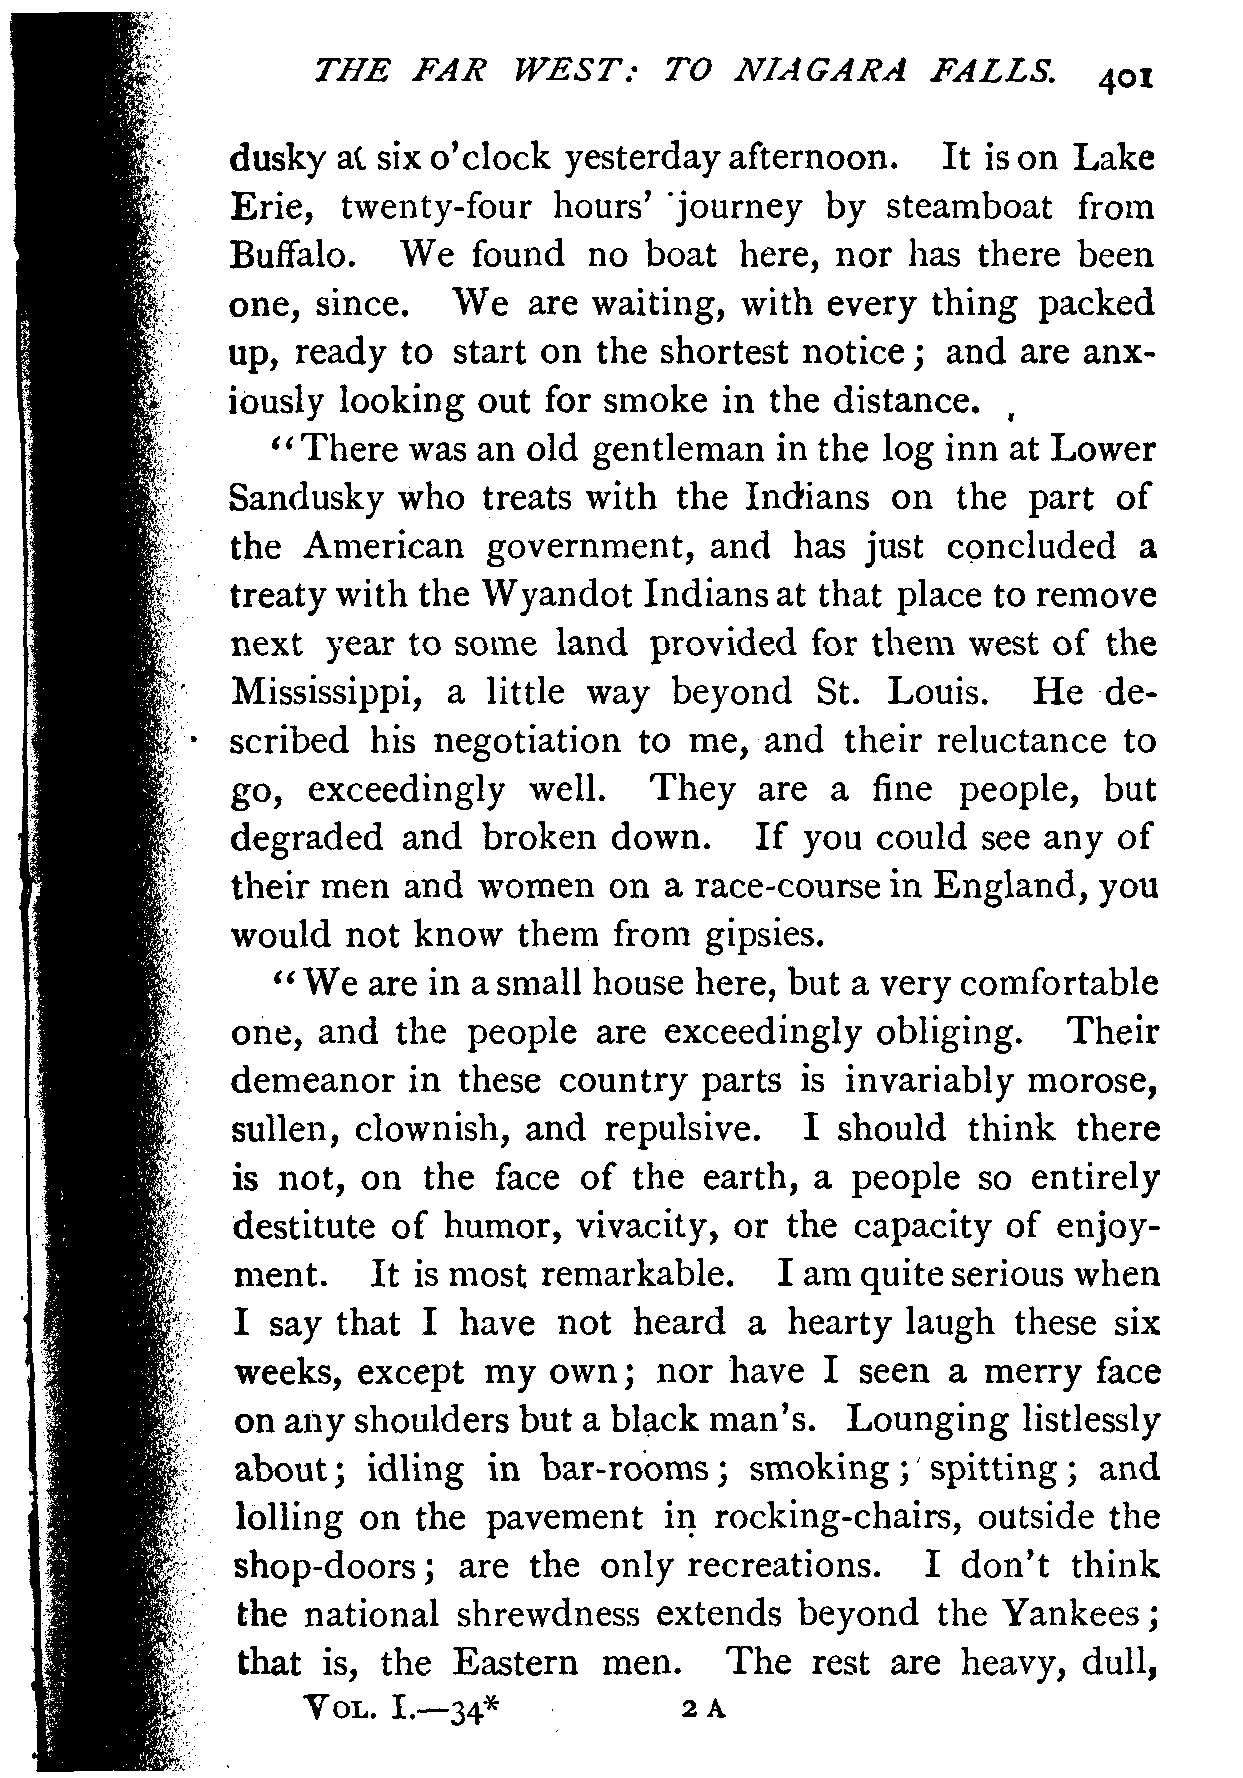 THE FAR WEST: TO NIAGARA FALLS. 401
dusky at six o'clock yesterday afternoon. It is on Lake
Erie, twenty-four hours' journey by steamboat from
Buffalo. We found no boat here, nor has there been
one, since. We are waiting, with every thing packed
up, ready to start on the shortest notice; and are anx-
iously looking out for smoke in the distance.
"There was an old gentleman in the log inn at Lower
Sandusky who treats with the Indians on the part of
the American government, and has just concluded a
treaty with the Wyandot Indians at that place to remove
next year to some land provided for them west of the
Mississippi, a little way beyond St. Louis. He de-
scribed his negotiation to me, and their reluctance to
go, exceedingly well. They are a fine people, but
degraded and broken down. If you could see any of
their men and women on a race-course in England, you
would not know them from gipsies.
"We are in a small house here, but a very comfortable
one, and the people are exceedingly obliging. Their
demeanor in these country parts is invariably morose,
sullen, clownish, and repulsive. I should think there
is not, on the face of the earth, a people so entirely
destitute of humor, vivacity, or the capacity of enjoy-
ment. It is most remarkable. I am quite serious when
I say that I have not heard a hearty laugh these six
weeks, except my own; nor have I seen a merry face
on any shoulders but a black man's. Lounging listlessly
about; idling in bar-rooms; smoking; spitting; and
lolling on the pavement in rocking-chairs, outside the
shop-doors; are the only recreations. I don't think
the national shrewdness extends beyond the Yankees;
that is, the Eastern men. The rest are heavy, dull,
VOL. I.—34* 2 A